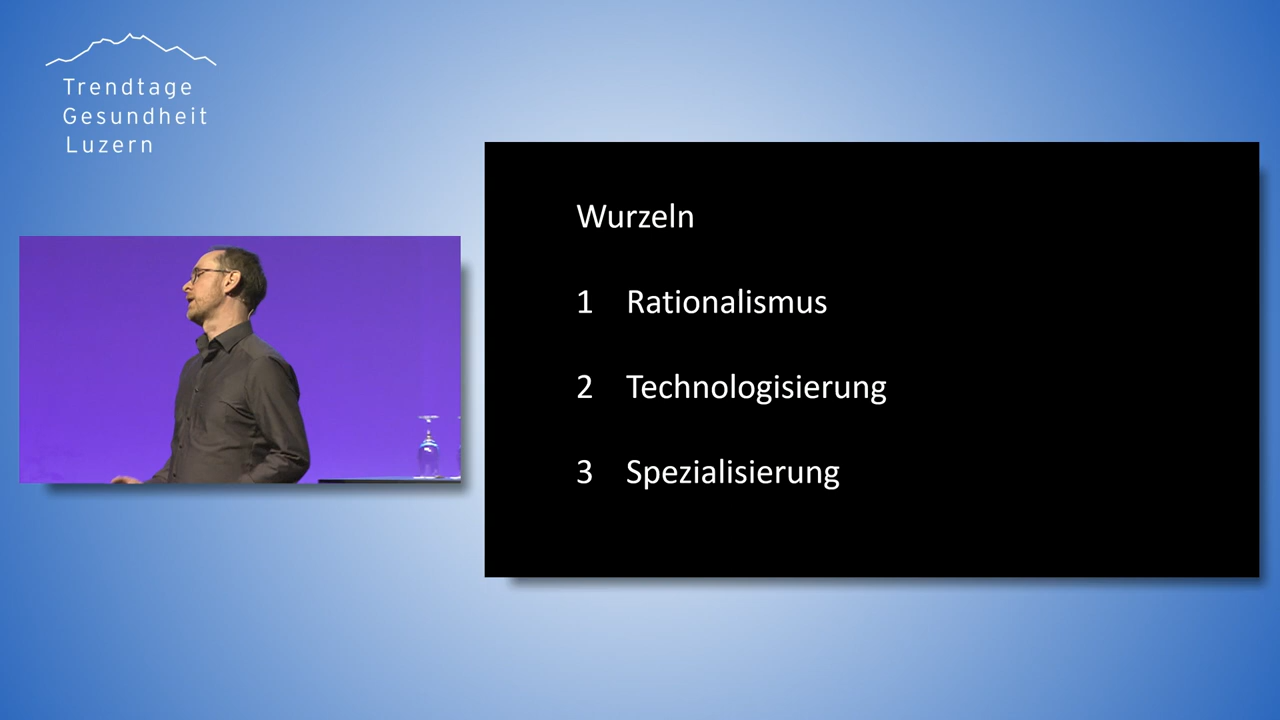 Trendtage
Gesundheit
Luzern
Wurzeln
1 Rationalismus
2 Technologisierung
3 Spezialisierung